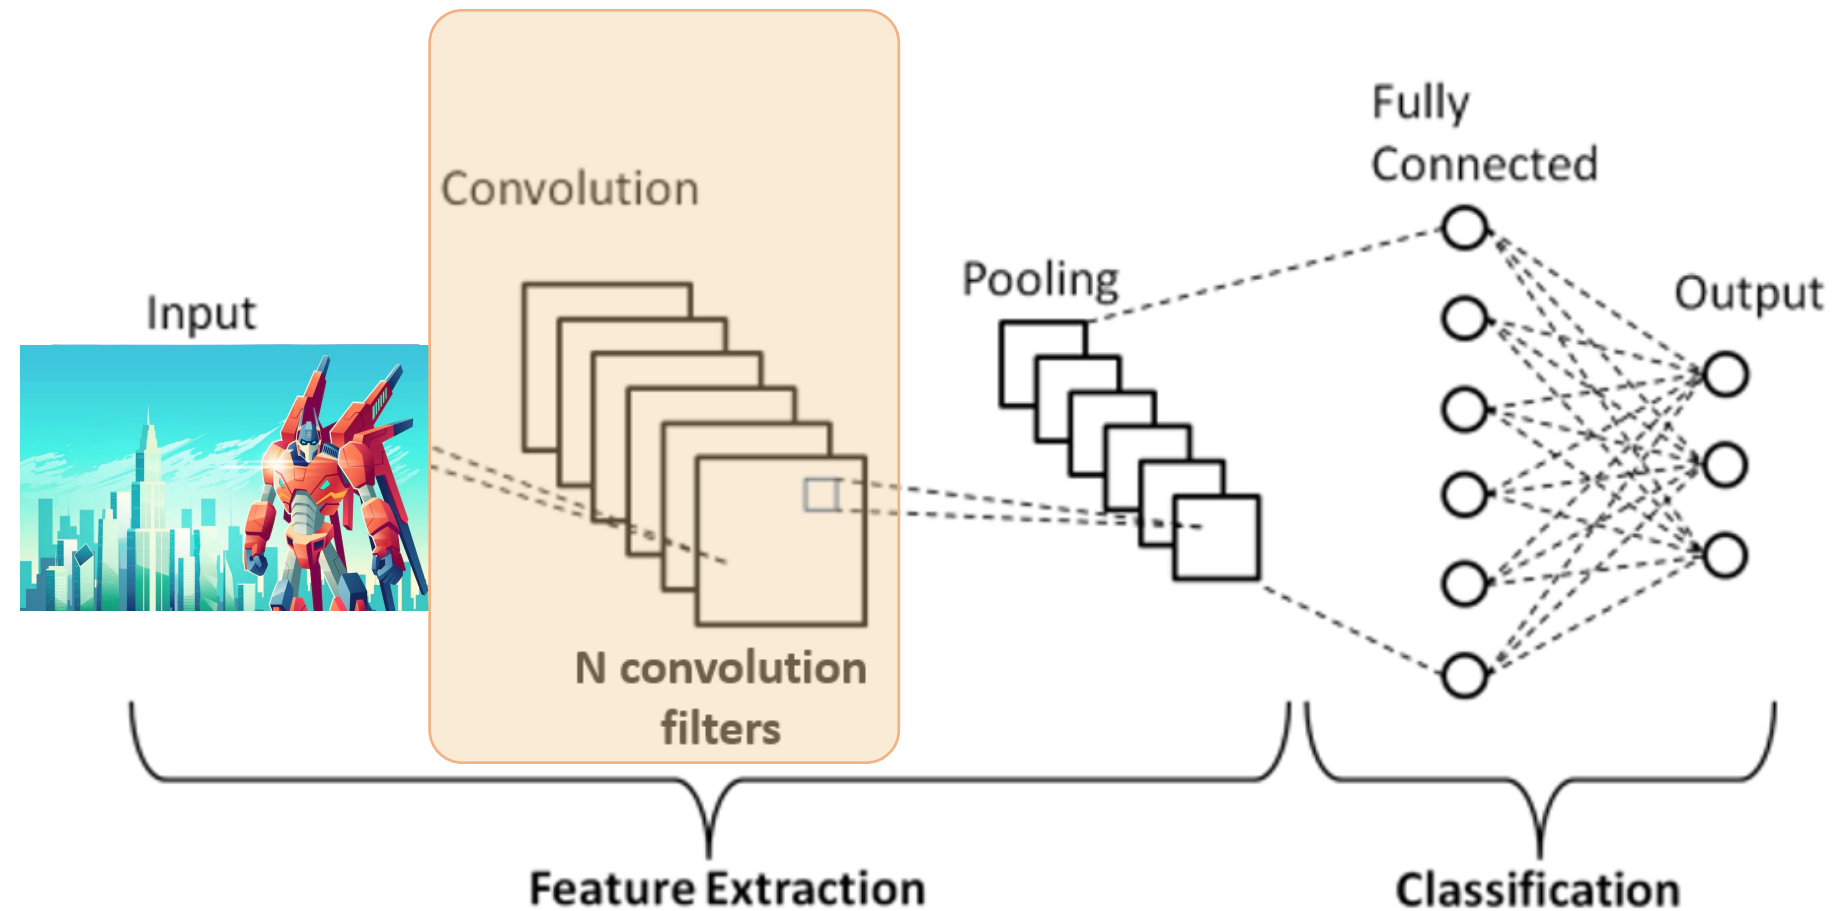 Input
Convolution
N convolution
filters
Pooling
Fully
Connected
Output
Feature Extraction
Classification